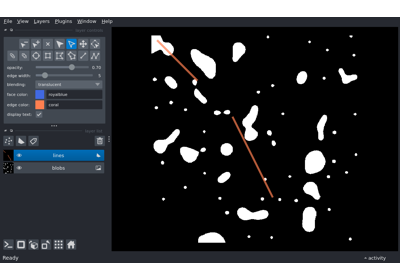 File View Layers Plugins Window Help
opacity: 0.70
edge width: 5
blending: translucent
face color: royalblue
edge color: coral
display text: ✓
lines
blobs
Ready
activity